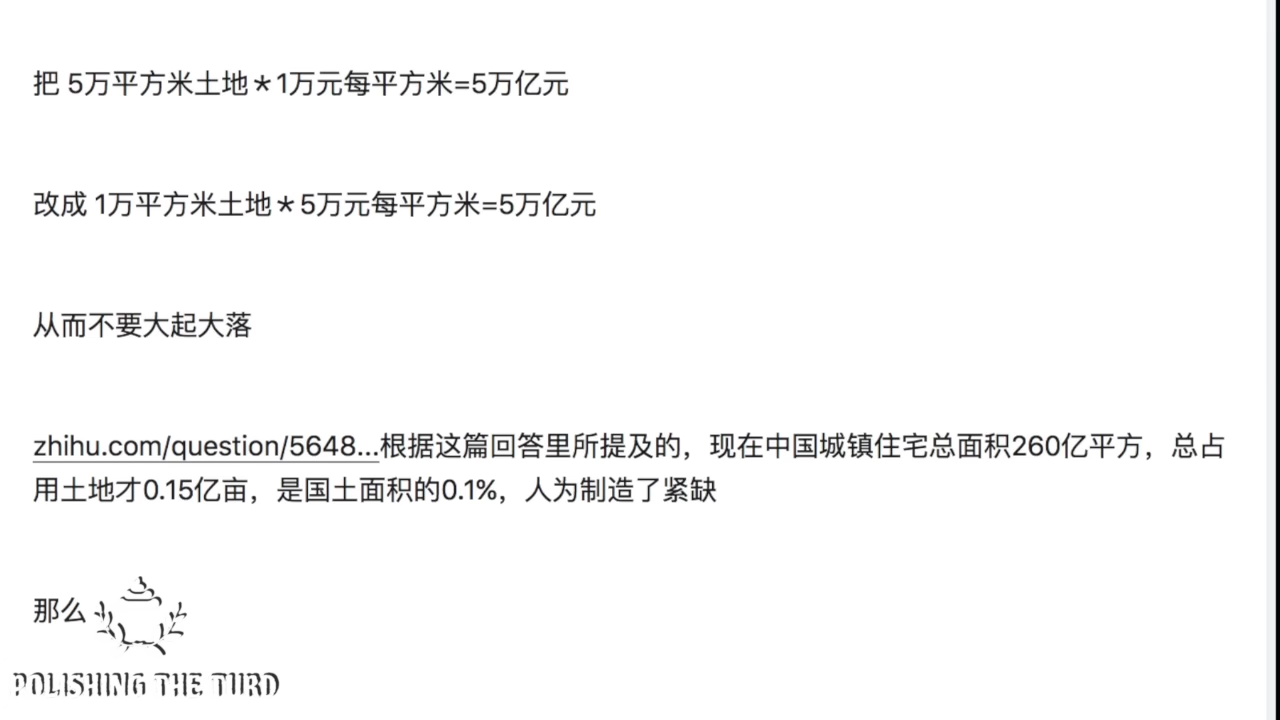 把 5万平方米土地*1万元每平方米=5万亿元
改成 1万平方米土地*5万元每平方米=5万亿元
从而不要大起大落
zhihu.com/question/5648...根据这篇回答里所提及的，现在中国城镇住宅总面积260亿平方，总占
用土地才0.15亿亩，是国土面积的0.1%，人为制造了紧缺
那么
POLISHING THE TURD